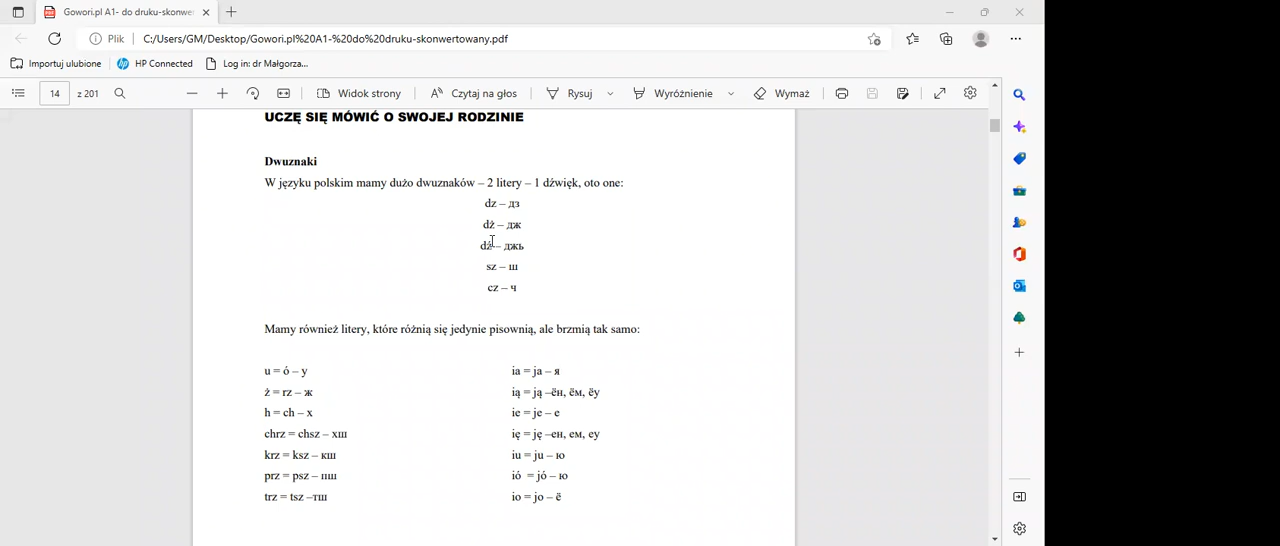 Gowori.pl A1- do druku-skonwer
Plik C:/Users/GM/Desktop/Gowori.pl%20A1-%20do%20druku-skonwertowany.pdf
Importuj ulubione HP Connected Log in: dr Małgorza...
14 z 201 Widok strony Czytaj na głos Rysuj Wyróżnienie Wymaż
UCZĘ SIĘ MÓWIĆ O SWOJEJ RODZINIE
Dwuznaki
W języku polskim mamy dużo dwuznaków – 2 litery – 1 dźwięk, oto one:
dz – дз
dż – дж
dź – джь
sz – ш
cz – ч
Mamy również litery, które różnią się jedynie pisownią, ale brzmią tak samo:
u = ó – у
ż = rz – ж
h = ch – х
chrz = chsz – хш
krz = ksz – кш
prz = psz – пш
trz = tsz –тш
ia = ja – я
ią = ją –ён, ём, ёу
ie = je – е
ię = ję –ен, ем, еу
iu = ju – ю
ió = jó – ю
io = jo – ё